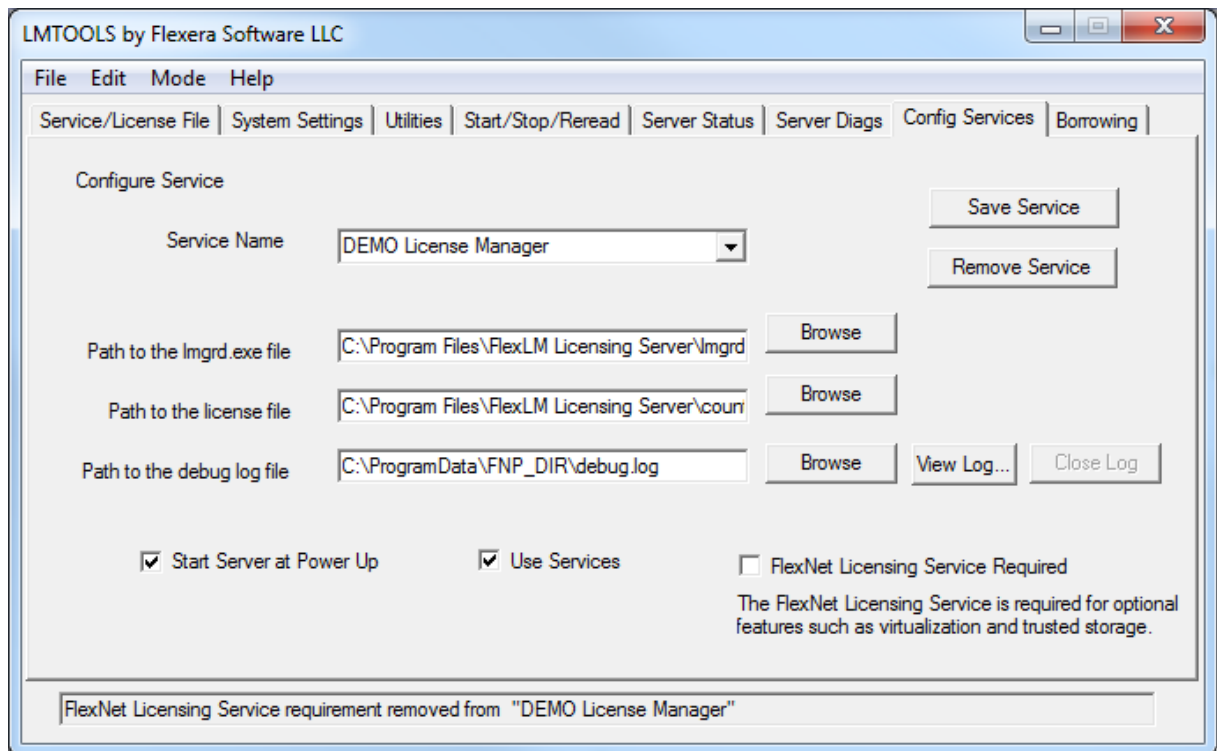 LMTOOLS by Flexera Software LLC
File Edit Mode Help
Service/License File System Settings Utilities Start/Stop/Reread Server Status Server Diags Config Services Borrowing
Configure Service
Save Service
Service Name DEMO License Manager
Remove Service
Path to the lmgrd.exe file C:\Program Files\FlexLM Licensing Server\lmgrd Browse
Path to the license file C:\Program Files\FlexLM Licensing Server\coun Browse
Path to the debug log file C:\ProgramData\FNP_DIR\debug.log Browse View Log... Close Log
Start Server at Power Up Use Services FlexNet Licensing Service Required
The FlexNet Licensing Service is required for optional
features such as virtualization and trusted storage.
FlexNet Licensing Service requirement removed from "DEMO License Manager"